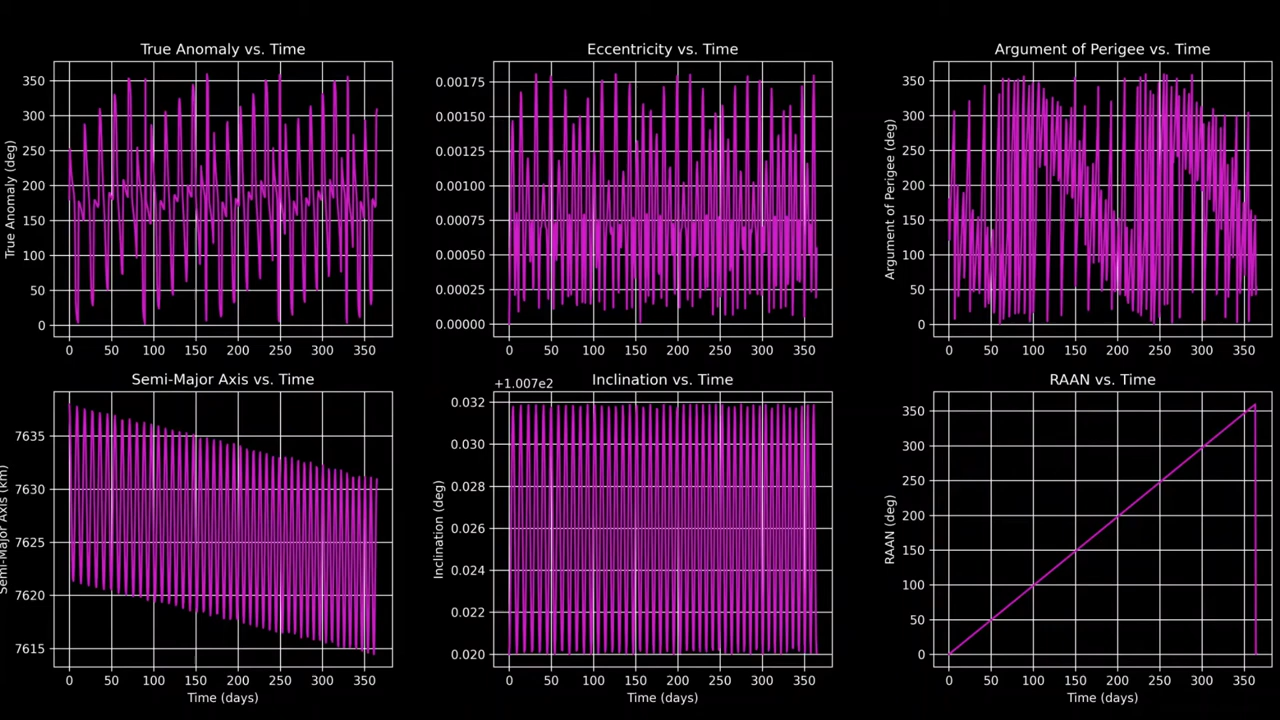 True Anomaly vs. Time
True Anomaly (deg)
350
300
250
200
150
100
50
0
0 50 100 150 200 250 300 350
Eccentricity vs. Time
0.00175
0.00150
0.00125
0.00100
0.00075
0.00050
0.00025
0.00000
0 50 100 150 200 250 300 350
Argument of Perigee vs. Time
Argument of Perigee (deg)
350
300
250
200
150
100
50
0
0 50 100 150 200 250 300 350
Semi-Major Axis vs. Time
Semi-Major Axis (km)
7635
7630
7625
7620
7615
0 50 100 150 200 250 300 350
Time (days)
+1.007e2
Inclination vs. Time
Inclination (deg)
0.032
0.030
0.028
0.026
0.024
0.022
0.020
0 50 100 150 200 250 300 350
Time (days)
RAAN vs. Time
RAAN (deg)
350
300
250
200
150
100
50
0
0 50 100 150 200 250 300 350
Time (days)